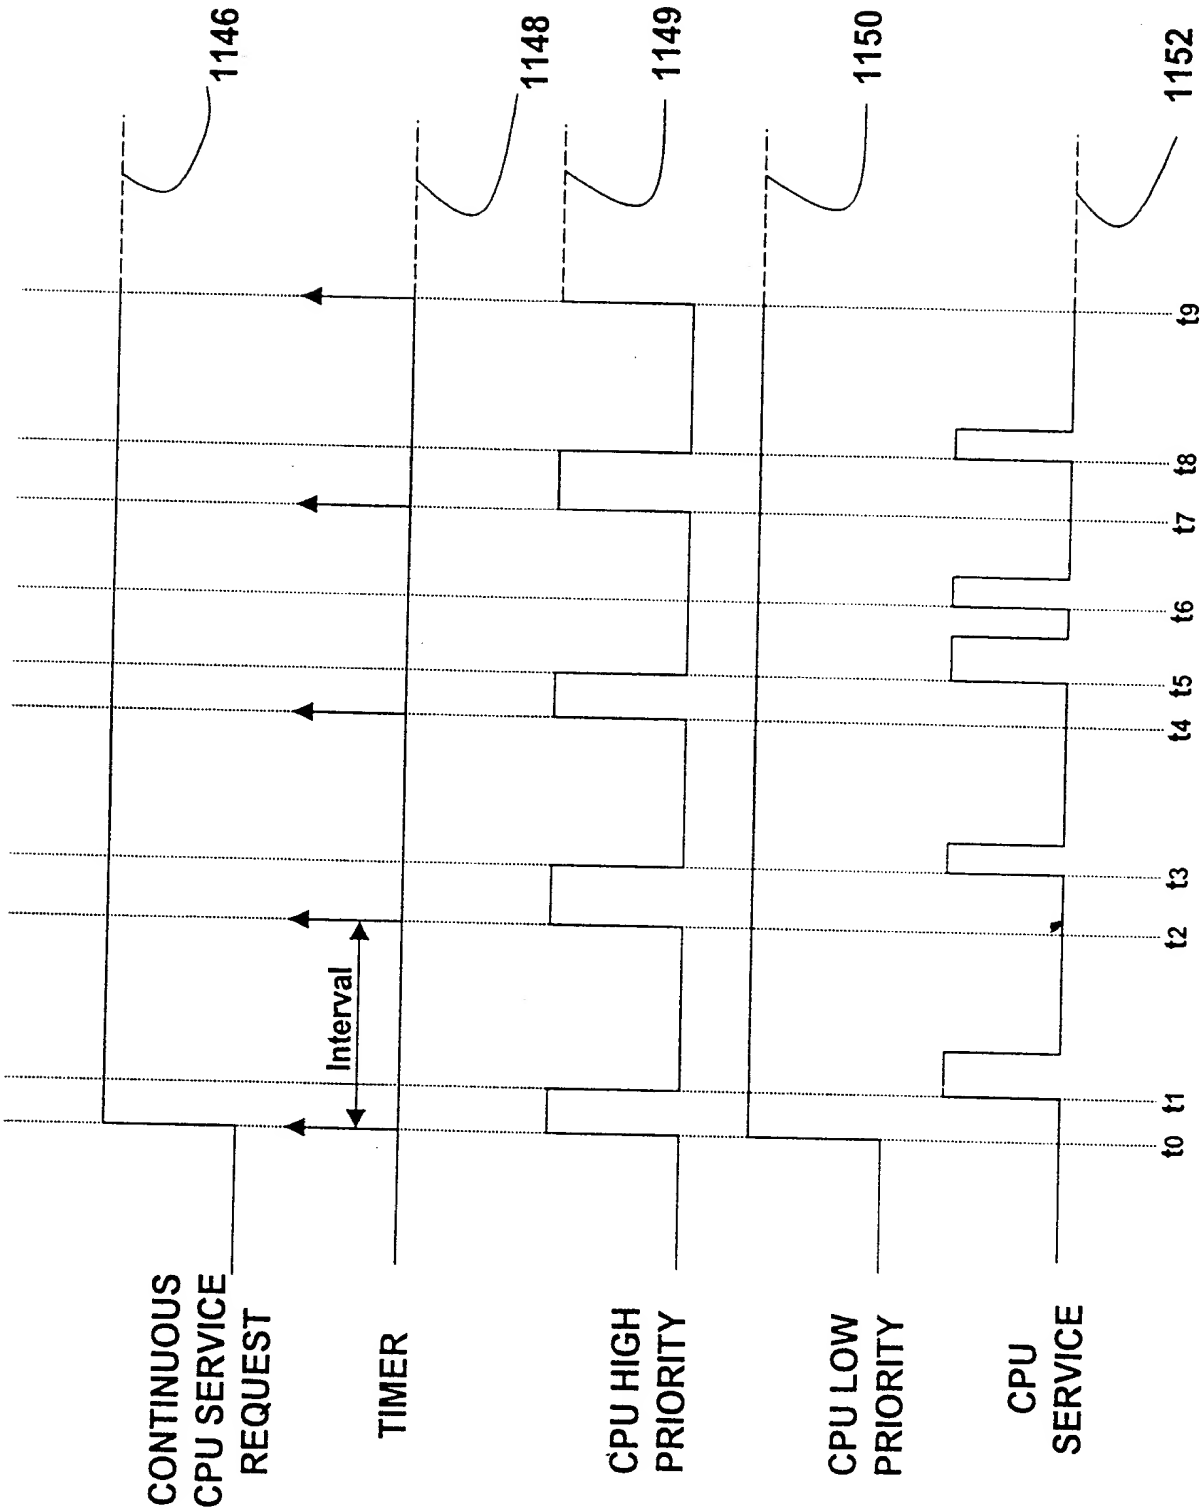 CONTINUOUS
CPU SERVICE
REQUEST
1146
Interval
TIMER
1148
CPU HIGH
PRIORITY
1149
CPU LOW
PRIORITY
1150
CPU
SERVICE
1152
t0
t1
t2
t3
t4
t5
t6
t7
t8
t9